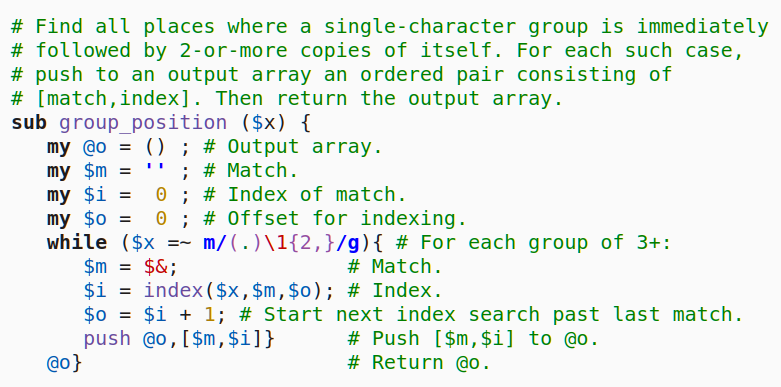 # Find all places where a single-character group is immediately
# followed by 2-or-more copies of itself. For each such case,
# push to an output array an ordered pair consisting of
# [match,index]. Then return the output array.
sub group_position ($x) {
   my @o = () ; # Output array.
   my $m = '' ; # Match.
   my $i =  0 ; # Index of match.
   my $o =  0 ; # Offset for indexing.
   while ($x =~ m/(.)\1{2,}/g){ # For each group of 3+:
      $m = $&;              # Match.
      $i = index($x,$m,$o); # Index.
      $o = $i + 1; # Start next index search past last match.
      push @o,[$m,$i]}      # Push [$m,$i] to @o.
   @o}                      # Return @o.